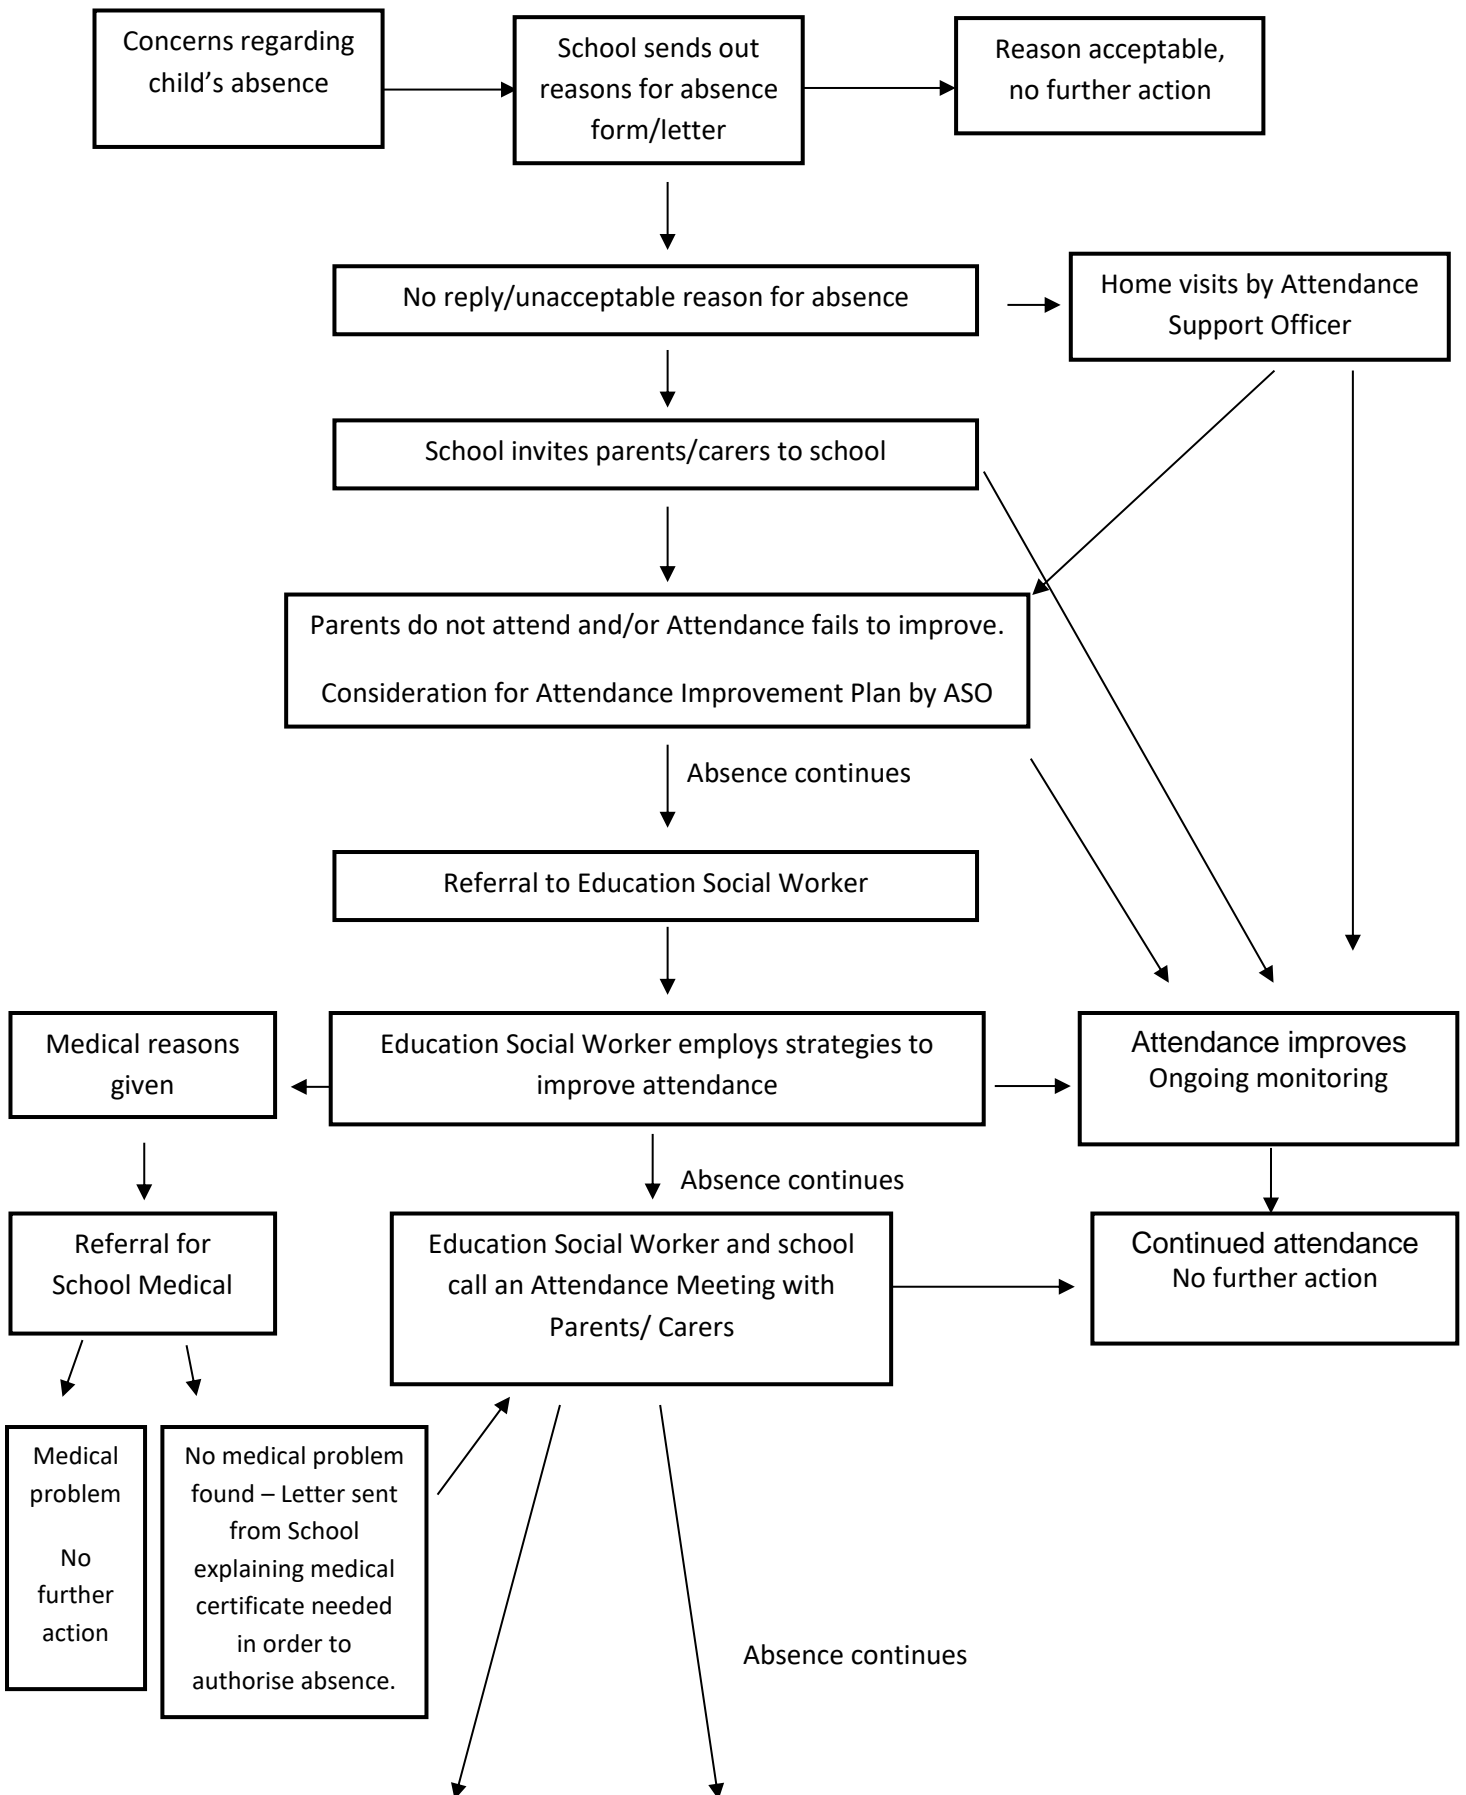 Concerns regarding
child’s absence
School sends out
reasons for absence
form/letter
Reason acceptable,
no further action
No reply/unacceptable reason for absence
Home visits by Attendance
Support Officer
School invites parents/carers to school
Parents do not attend and/or Attendance fails to improve.
Consideration for Attendance Improvement Plan by ASO
Absence continues
Referral to Education Social Worker
Medical reasons
given
Education Social Worker employs strategies to
improve attendance
Attendance improves
Ongoing monitoring
Absence continues
Referral for
School Medical
Education Social Worker and school
call an Attendance Meeting with
Parents/ Carers
Continued attendance
No further action
Medical
problem
No
further
action
No medical problem
found – Letter sent
from School
explaining medical
certificate needed
in order to
authorise absence.
Absence continues